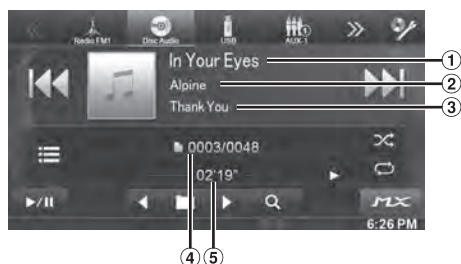 Radio FM1 Disc Audio USB AUX-1
In Your Eyes 1
Alpine 2
Thank You 3
0003/0048
02'19"
MX
6:26 PM
4 5